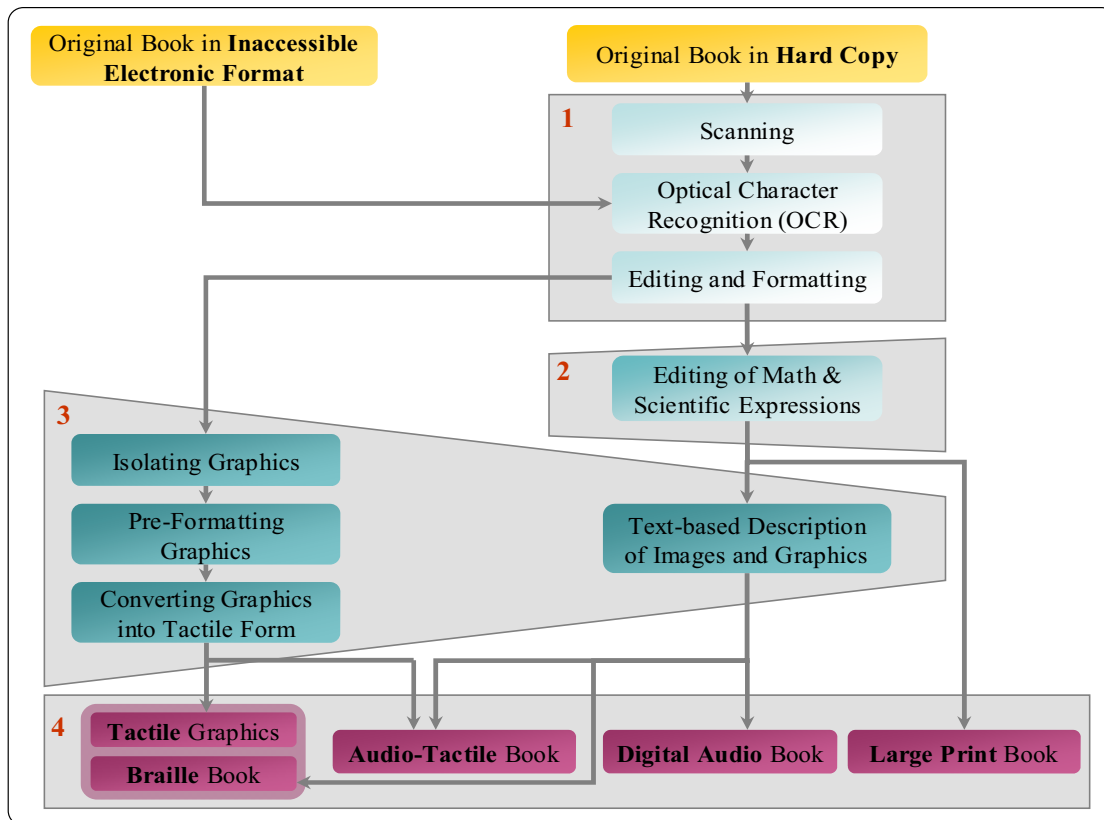 Original Book in Inaccessible
Electronic Format
Original Book in Hard Copy
1
Scanning
Optical Character
Recognition (OCR)
Editing and Formatting
2
Editing of Math &
Scientific Expressions
3
Isolating Graphics
Pre-Formatting
Graphics
Converting Graphics
into Tactile Form
Text-based Description
of Images and Graphics
4
Tactile Graphics
Braille Book
Audio-Tactile Book
Digital Audio Book
Large Print Book